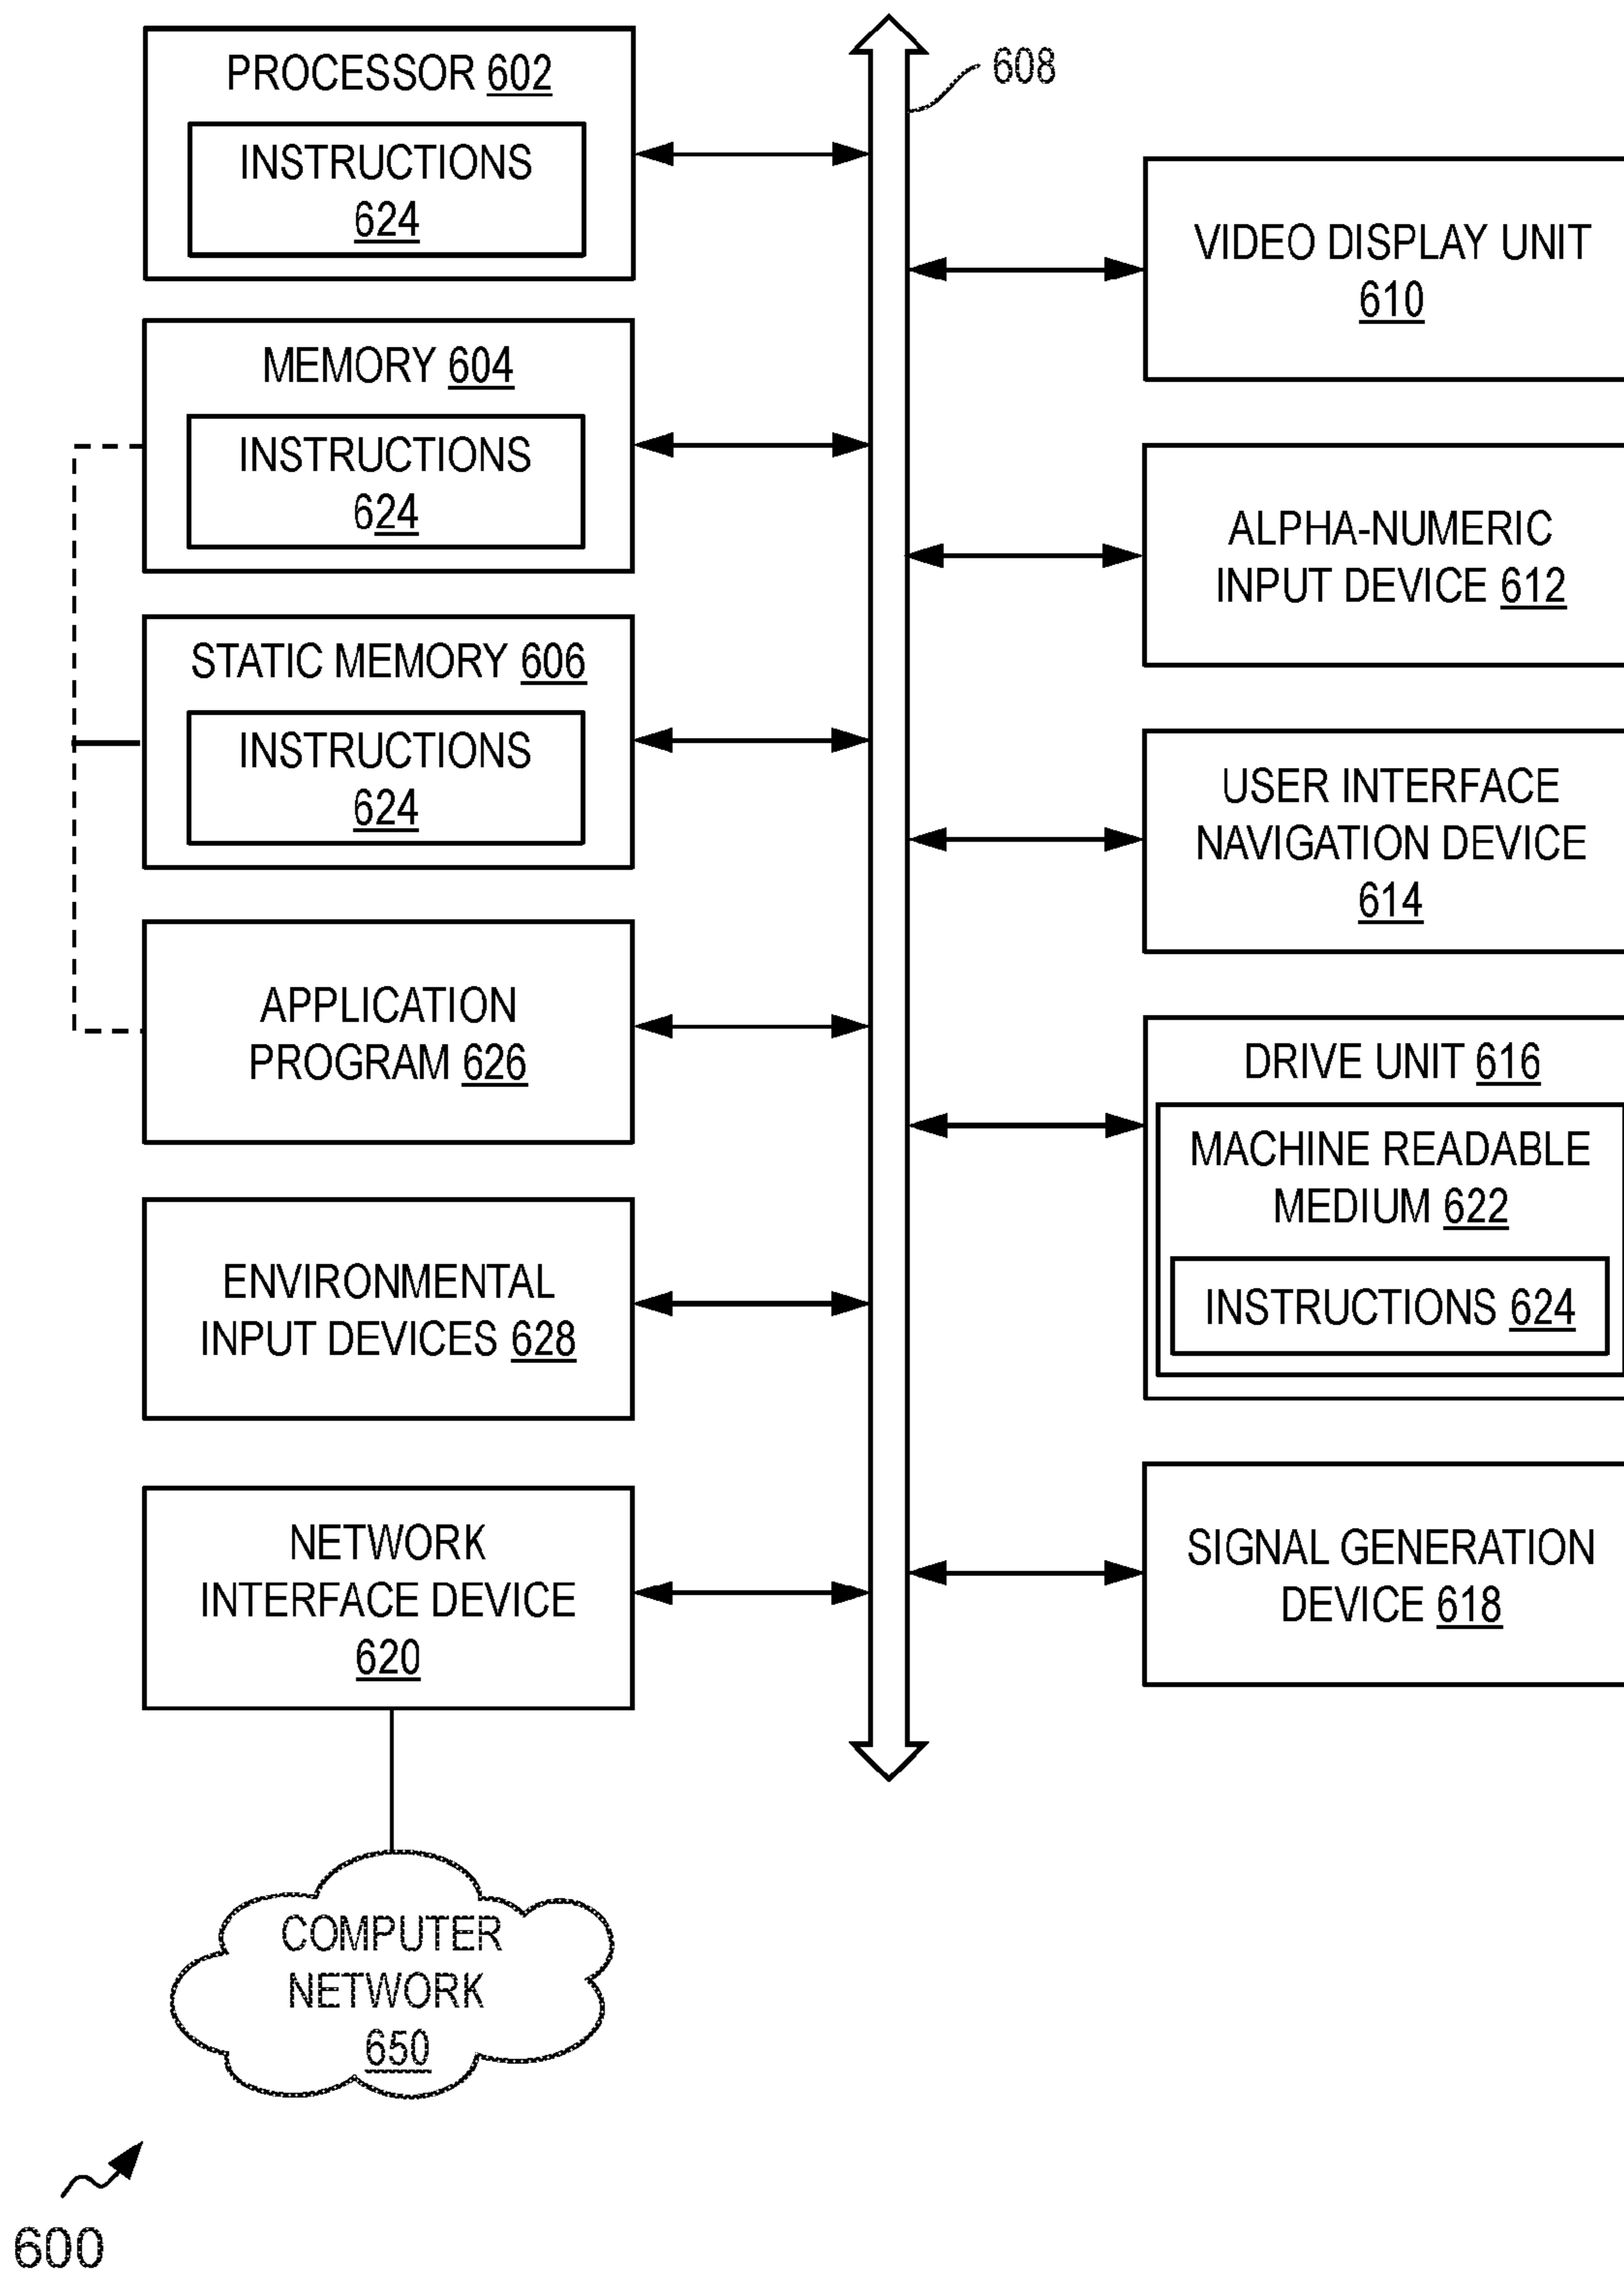 PROCESSOR 602
INSTRUCTIONS
624
MEMORY 604
INSTRUCTIONS
624
STATIC MEMORY 606
INSTRUCTIONS
624
APPLICATION
PROGRAM 626
ENVIRONMENTAL
INPUT DEVICES 628
NETWORK
INTERFACE DEVICE
620
COMPUTER
NETWORK
650
600
608
VIDEO DISPLAY UNIT
610
ALPHA-NUMERIC
INPUT DEVICE 612
USER INTERFACE
NAVIGATION DEVICE
614
DRIVE UNIT 616
MACHINE READABLE
MEDIUM 622
INSTRUCTIONS 624
SIGNAL GENERATION
DEVICE 618